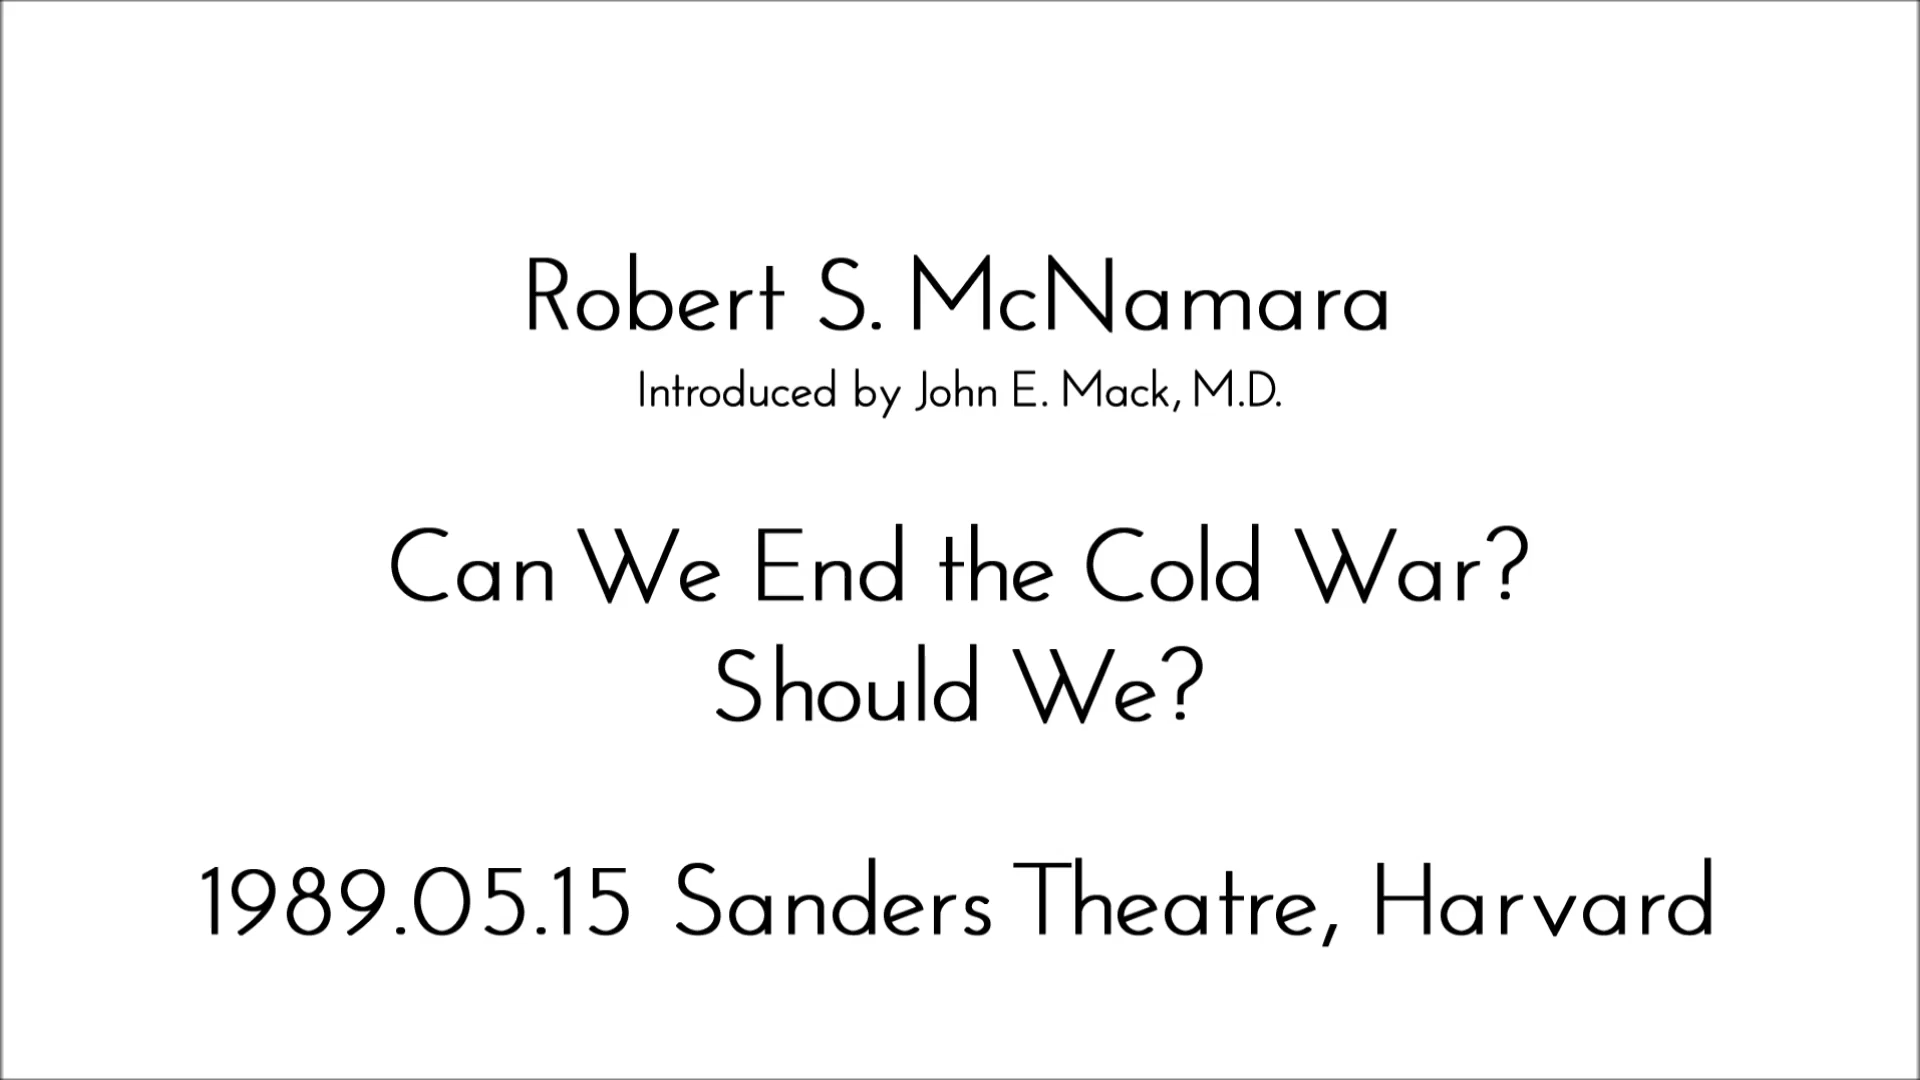 Robert S. McNamara
Introduced by John E. Mack, M.D.
Can We End the Cold War?
Should We?
1989.05.15 Sanders Theatre, Harvard